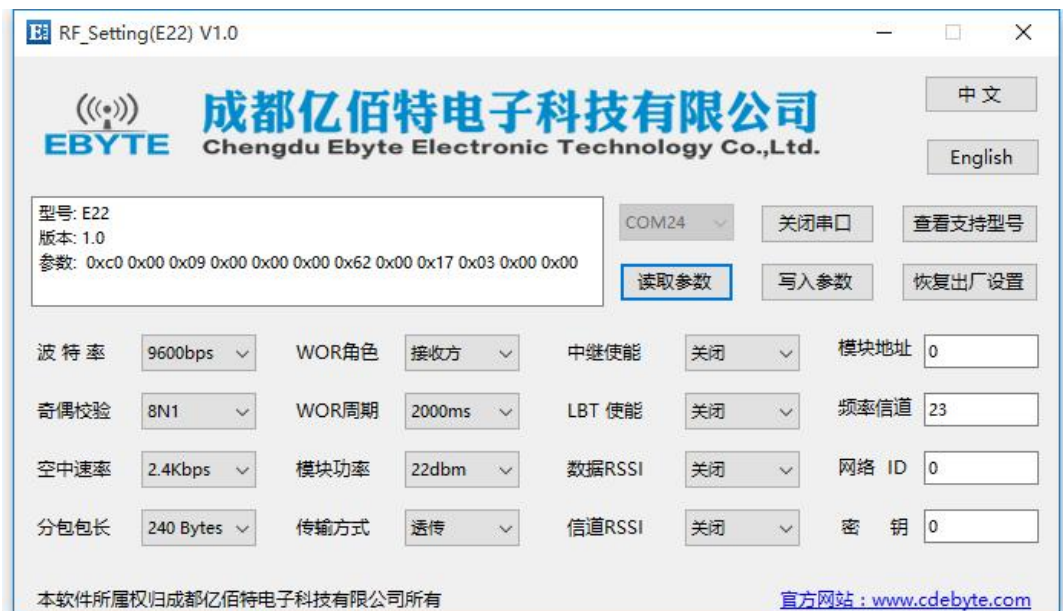 RF_Setting(E22) V1.0
中 文
EBYTE
成都亿佰特电子科技有限公司
Chengdu Ebyte Electronic Technology Co.,Ltd.
English
型号: E22
版本: 1.0
参数: 0xc0 0x00 0x09 0x00 0x00 0x00 0x62 0x00 0x17 0x03 0x00 0x00
COM24 关闭串口 查看支持型号
读取参数 写入参数 恢复出厂设置
波 特 率 9600bps WOR角色 接收方 中继使能 关闭 模块地址 0
奇偶校验 8N1 WOR周期 2000ms LBT 使能 关闭 频率信道 23
空中速率 2.4Kbps 模块功率 22dbm 数据RSSI 关闭 网络 ID 0
分包包长 240 Bytes 传输方式 透传 信道RSSI 关闭 密 钥 0
本软件所属权归成都亿佰特电子科技有限公司所有 官方网站：www.cdebyte.com